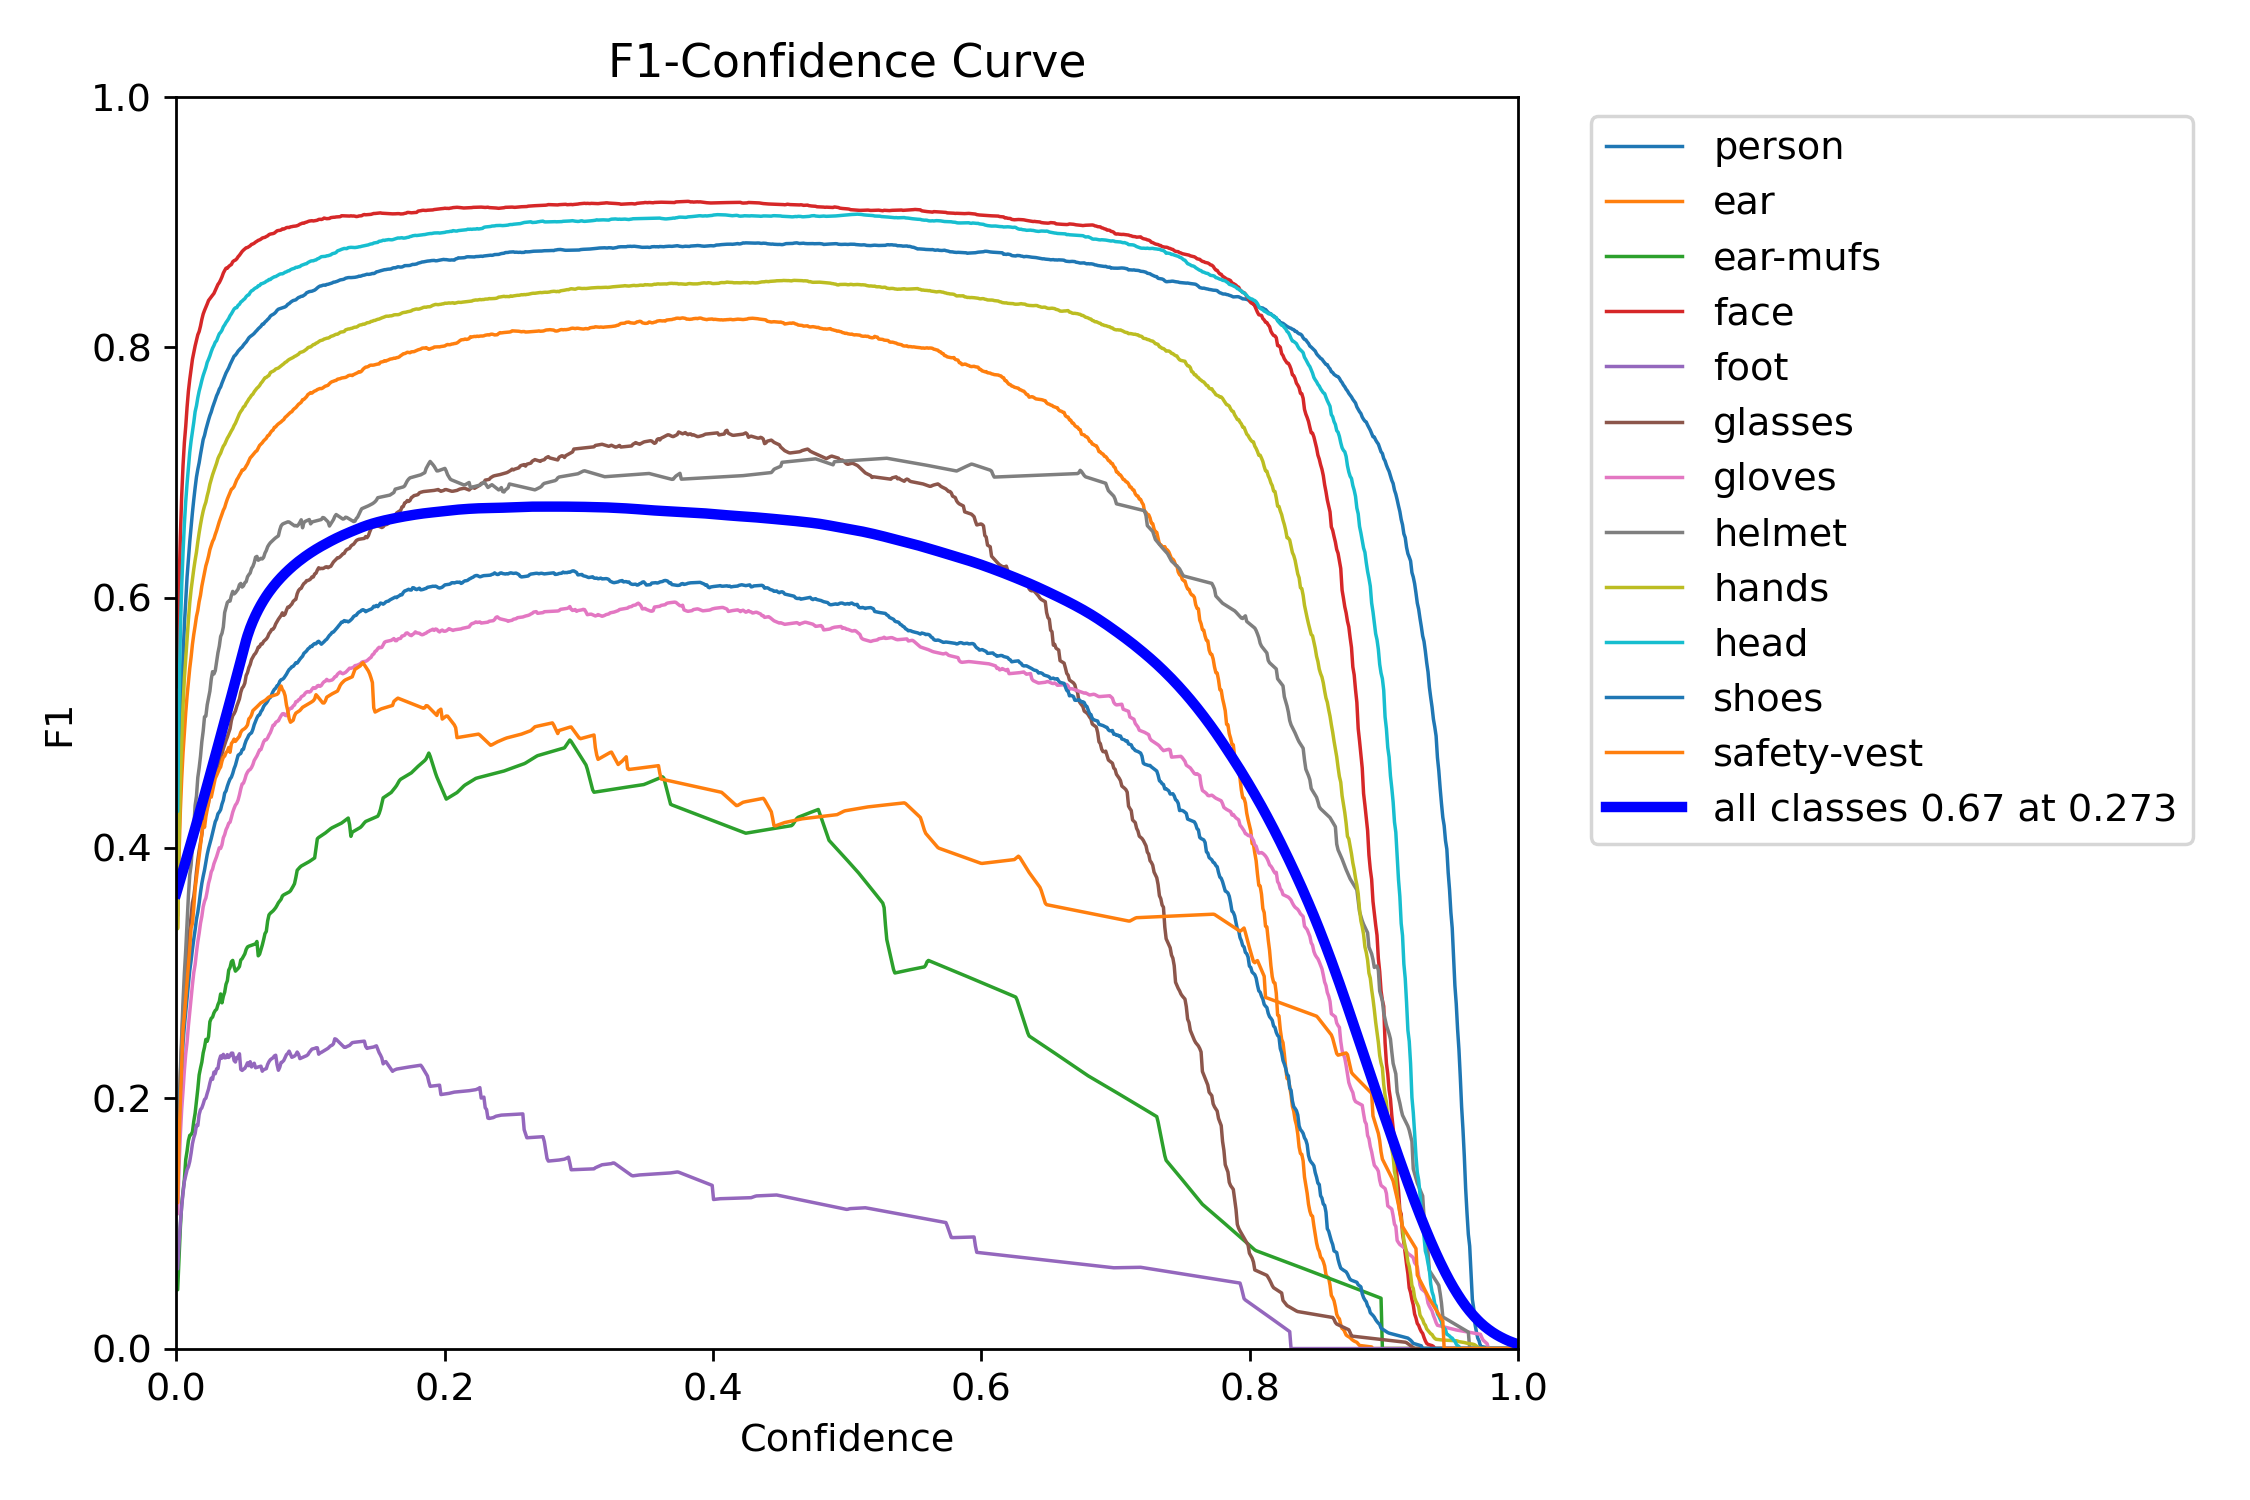 F1-Confidence Curve
1.0
0.8
0.6
0.4
0.2
0.0
F1
0.0 0.2 0.4 0.6 0.8 1.0
Confidence
person
ear
ear-mufs
face
foot
glasses
gloves
helmet
hands
head
shoes
safety-vest
all classes 0.67 at 0.273